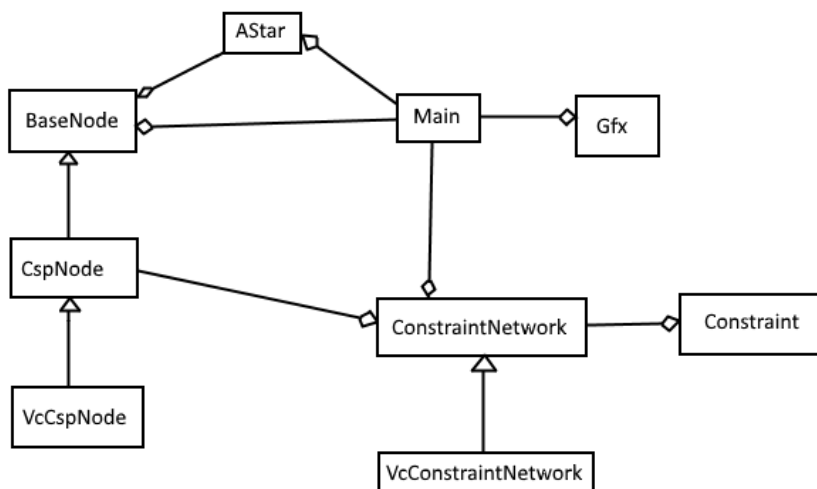 AStar
BaseNode
Main
Gfx
CspNode
ConstraintNetwork
Constraint
VcCspNode
VcConstraintNetwork